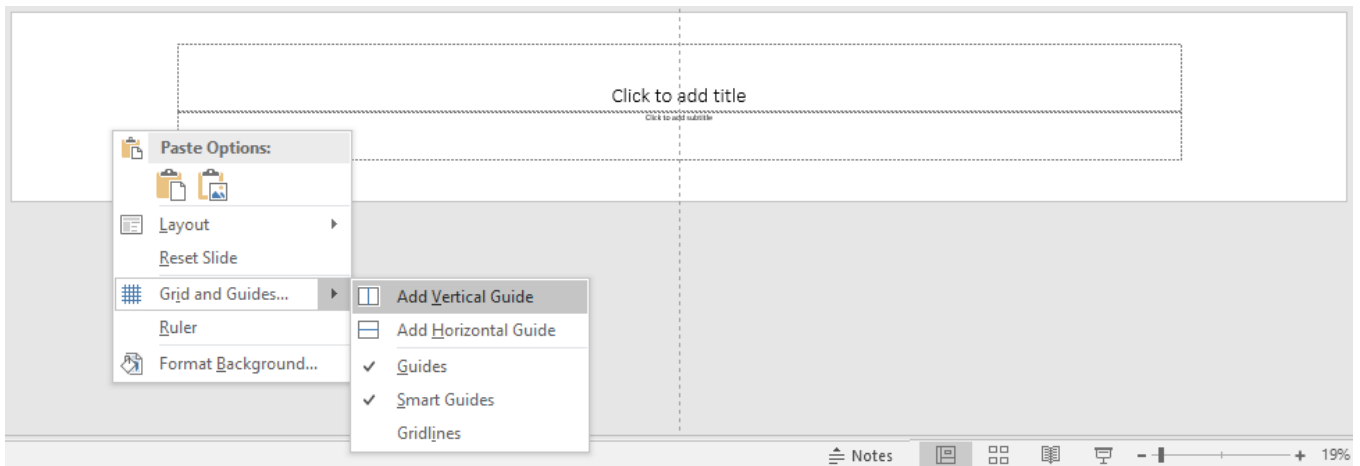 Click to add title
Click to add subtitle
Paste Options:
Layout
Reset Slide
Grid and Guides...
Add Vertical Guide
Ruler
Add Horizontal Guide
Format Background...
Guides
Smart Guides
Gridlines
Notes
19%